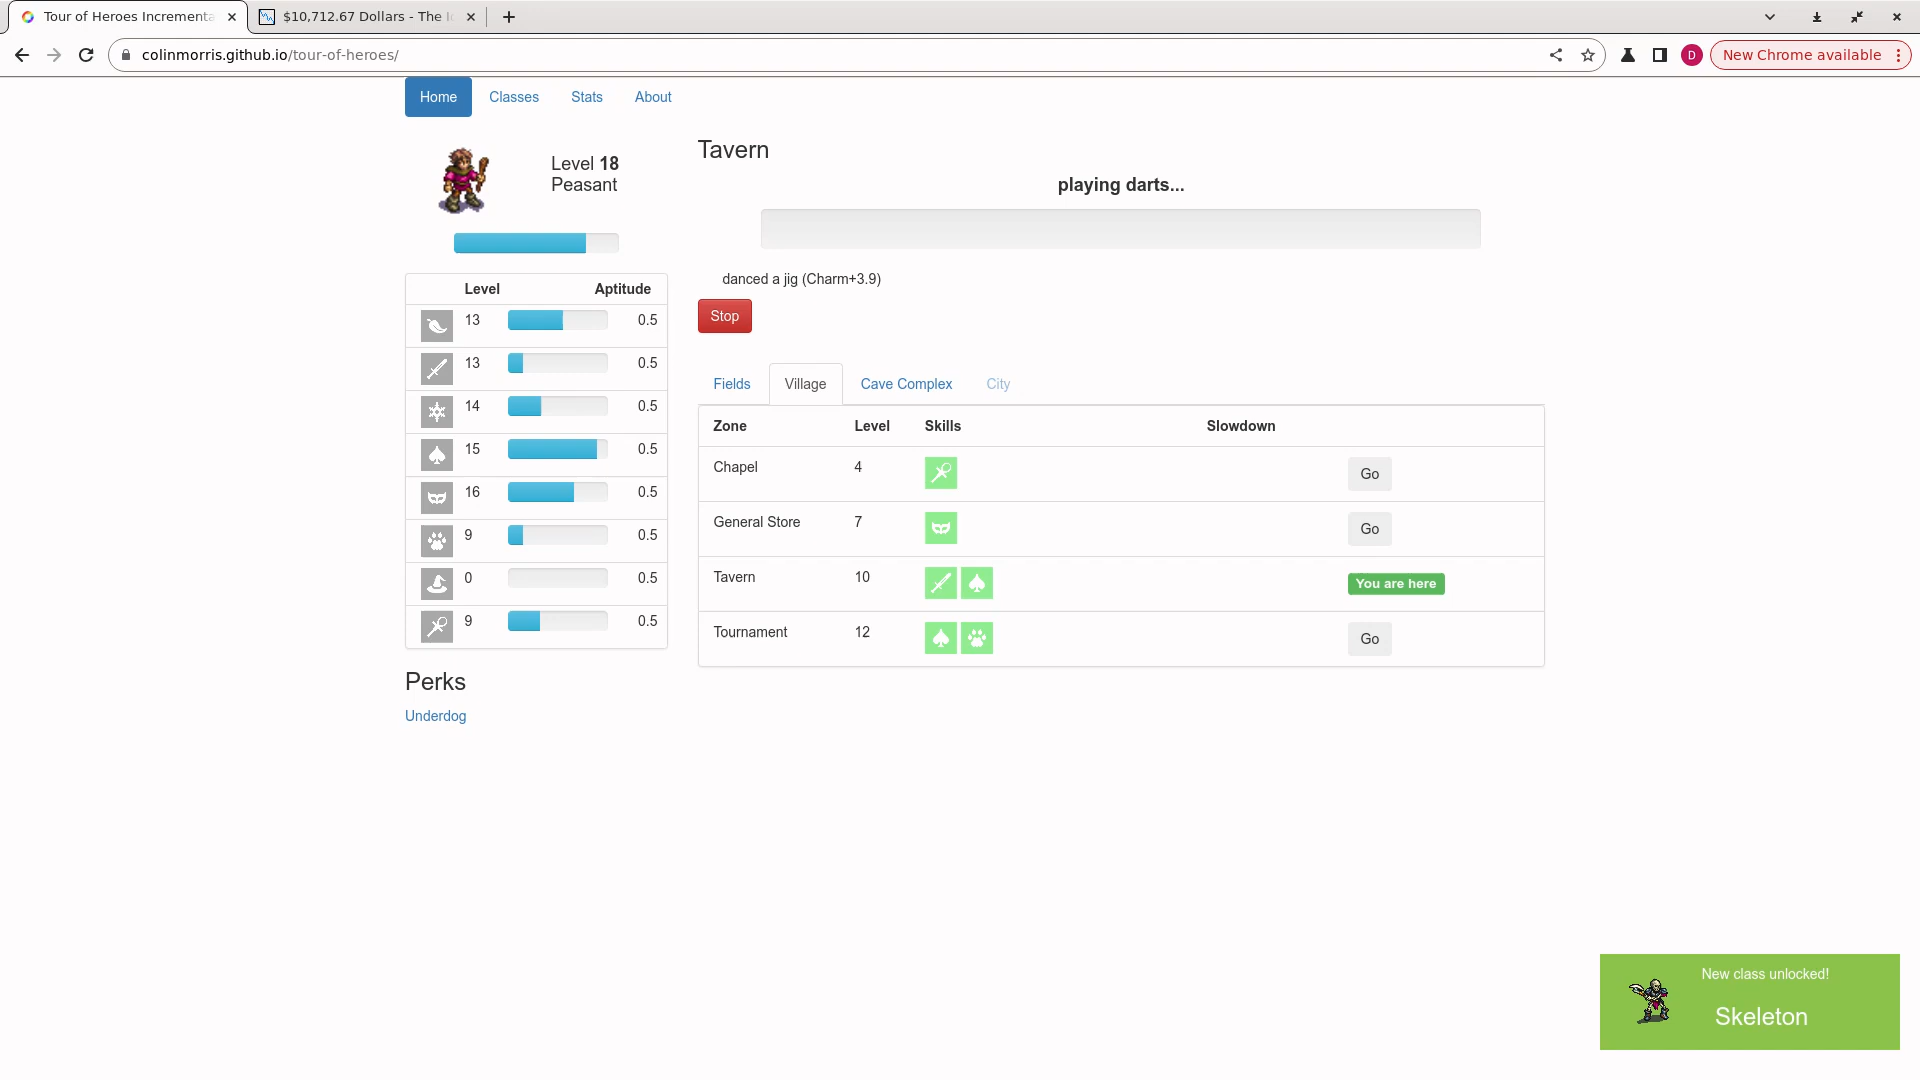 Tour of Heroes Incrementa
$10,712.67 Dollars - The I
colinmorris.github.io/tour-of-heroes/
D
New Chrome available
Home Classes Stats About
Level 18
Peasant
Tavern
playing darts...
danced a jig (Charm+3.9)
Stop
Level Aptitude
13 0.5
13 0.5
14 0.5
15 0.5
16 0.5
9 0.5
0 0.5
9 0.5
Perks
Underdog
Fields Village Cave Complex City
Zone Level Skills Slowdown
Chapel 4 Go
General Store 7 Go
Tavern 10 You are here
Tournament 12 Go
New class unlocked!
Skeleton